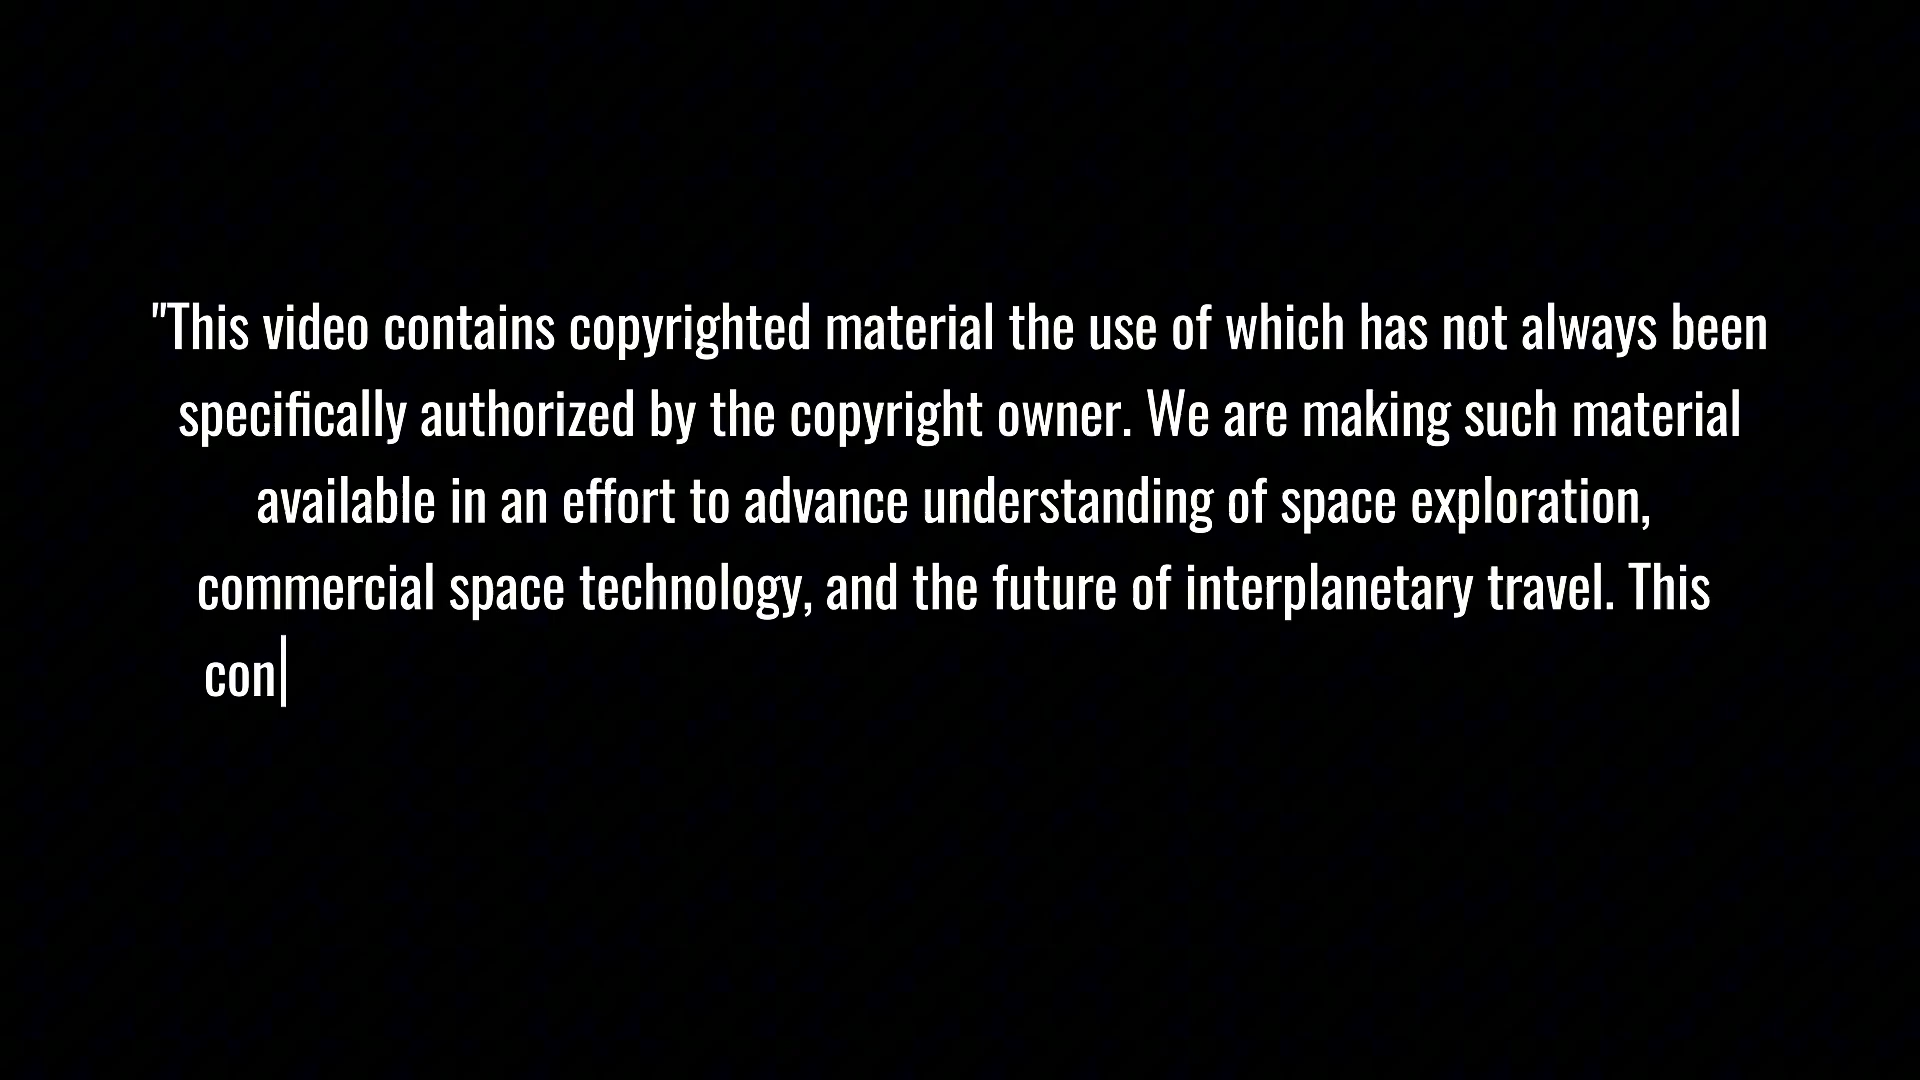 "This video contains copyrighted material the use of which has not always been
specifically authorized by the copyright owner. We are making such material
available in an effort to advance understanding of space exploration,
commercial space technology, and the future of interplanetary travel. This
con